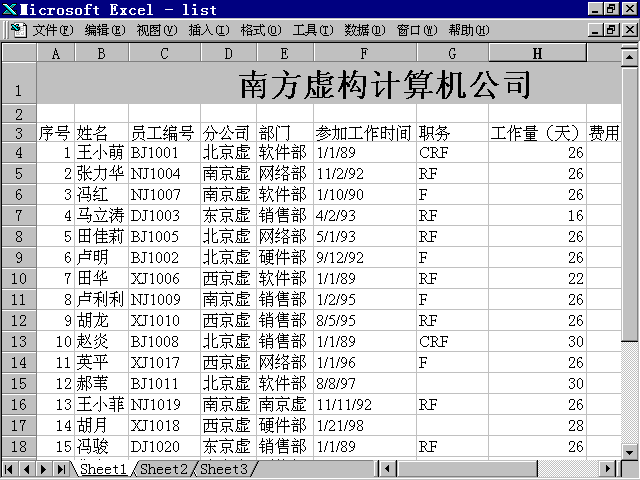 Microsoft Excel - list
文件(F) 编辑(E) 视图(V) 插入(I) 格式(O) 工具(T) 数据(D) 窗口(W) 帮助(H)
A B C D E F G H
1 南方虚构计算机公司
2
3 序号 姓名 员工编号 分公司 部门 参加工作时间 职务 工作量（天） 费用
4 1 王小萌 BJ1001 北京虚 软件部 1/1/89 CRF 26
5 2 张力华 NJ1004 南京虚 网络部 11/2/92 RF 26
6 3 冯红 NJ1007 南京虚 软件部 1/10/90 F 26
7 4 马立涛 DJ1003 东京虚 销售部 4/2/93 RF 16
8 5 田佳莉 BJ1005 北京虚 网络部 5/1/93 RF 26
9 6 卢明 BJ1002 北京虚 硬件部 9/12/92 F 26
10 7 田华 XJ1006 西京虚 软件部 1/1/89 RF 22
11 8 卢利利 NJ1009 南京虚 销售部 1/2/95 F 26
12 9 胡龙 XJ1010 西京虚 销售部 8/5/95 RF 26
13 10 赵炎 BJ1008 北京虚 销售部 1/1/89 CRF 30
14 11 英平 XJ1017 西京虚 网络部 1/1/96 F 26
15 12 郝苇 BJ1011 北京虚 软件部 8/8/97 30
16 13 王小菲 NJ1019 南京虚 南京虚 11/11/92 RF 26
17 14 胡月 XJ1018 西京虚 硬件部 1/21/98 28
18 15 冯骏 DJ1020 东京虚 销售部 1/1/89 RF 26
Sheet1 Sheet2 Sheet3